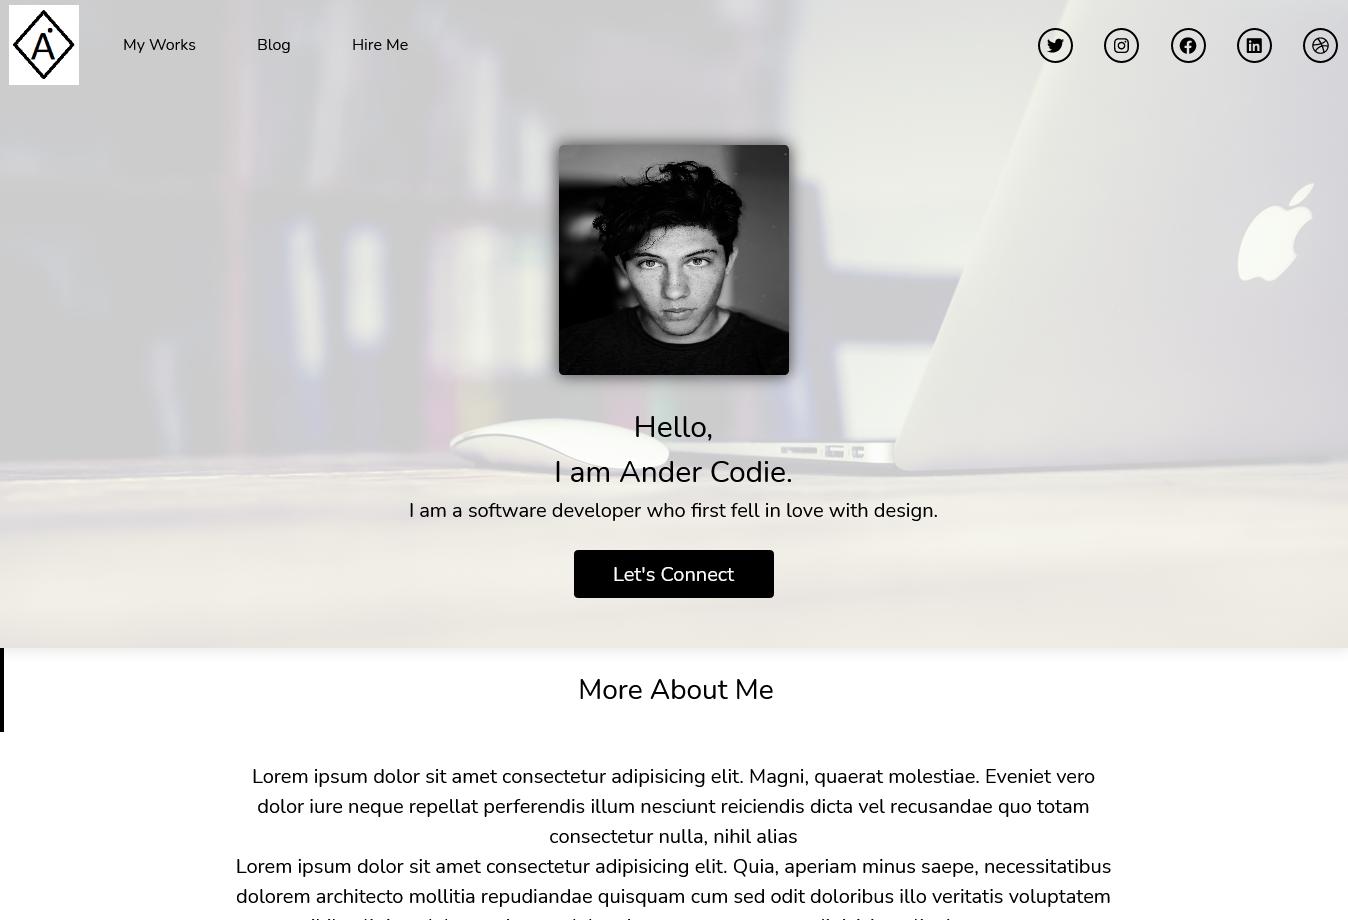 A
My Works
Blog
Hire Me
Hello,
I am Ander Codie.
I am a software developer who first fell in love with design.
Let's Connect
More About Me
Lorem ipsum dolor sit amet consectetur adipisicing elit. Magni, quaerat molestiae. Eveniet vero
dolor iure neque repellat perferendis illum nesciunt reiciendis dicta vel recusandae quo totam
consectetur nulla, nihil alias
Lorem ipsum dolor sit amet consectetur adipisicing elit. Quia, aperiam minus saepe, necessitatibus
dolorem architecto mollitia repudiandae quisquam cum sed odit doloribus illo veritatis voluptatem